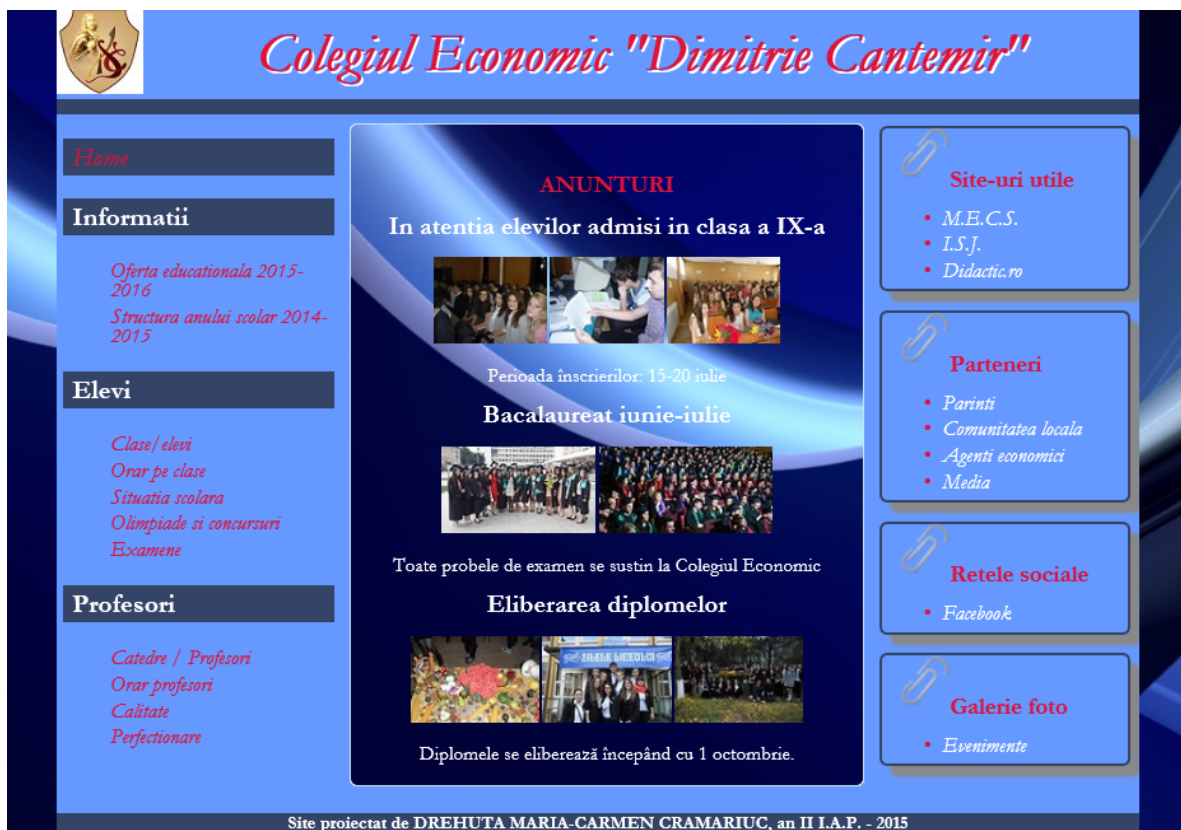 Colegiul Economic "Dimitrie Cantemir"
Home
Informatii
Oferta educationala 2015-
2016
Structura anului scolar 2014-
2015
Elevi
Clase/elevi
Orar pe clase
Situatia scolara
Olimpiade si concursuri
Examene
Profesori
Catedre / Profesori
Orar profesori
Calitate
Perfectionare
ANUNTURI
In atentia elevilor admisi in clasa a IX-a
Perioada înscrierilor: 15-20 iulie
Bacalaureat iunie-iulie
Toate probele de examen se sustin la Colegiul Economic
Eliberarea diplomelor
ZILELE LICEULUI
Diplomele se eliberează începând cu 1 octombrie.
Site-uri utile
M.E.C.S.
I.S.J.
Didactic.ro
Parteneri
Parinti
Comunitatea locala
Agenti economici
Media
Retele sociale
Facebook
Galerie foto
Evenimente
Site proiectat de DREHUTA MARIA-CARMEN CRAMARIUC, an II I.A.P. - 2015